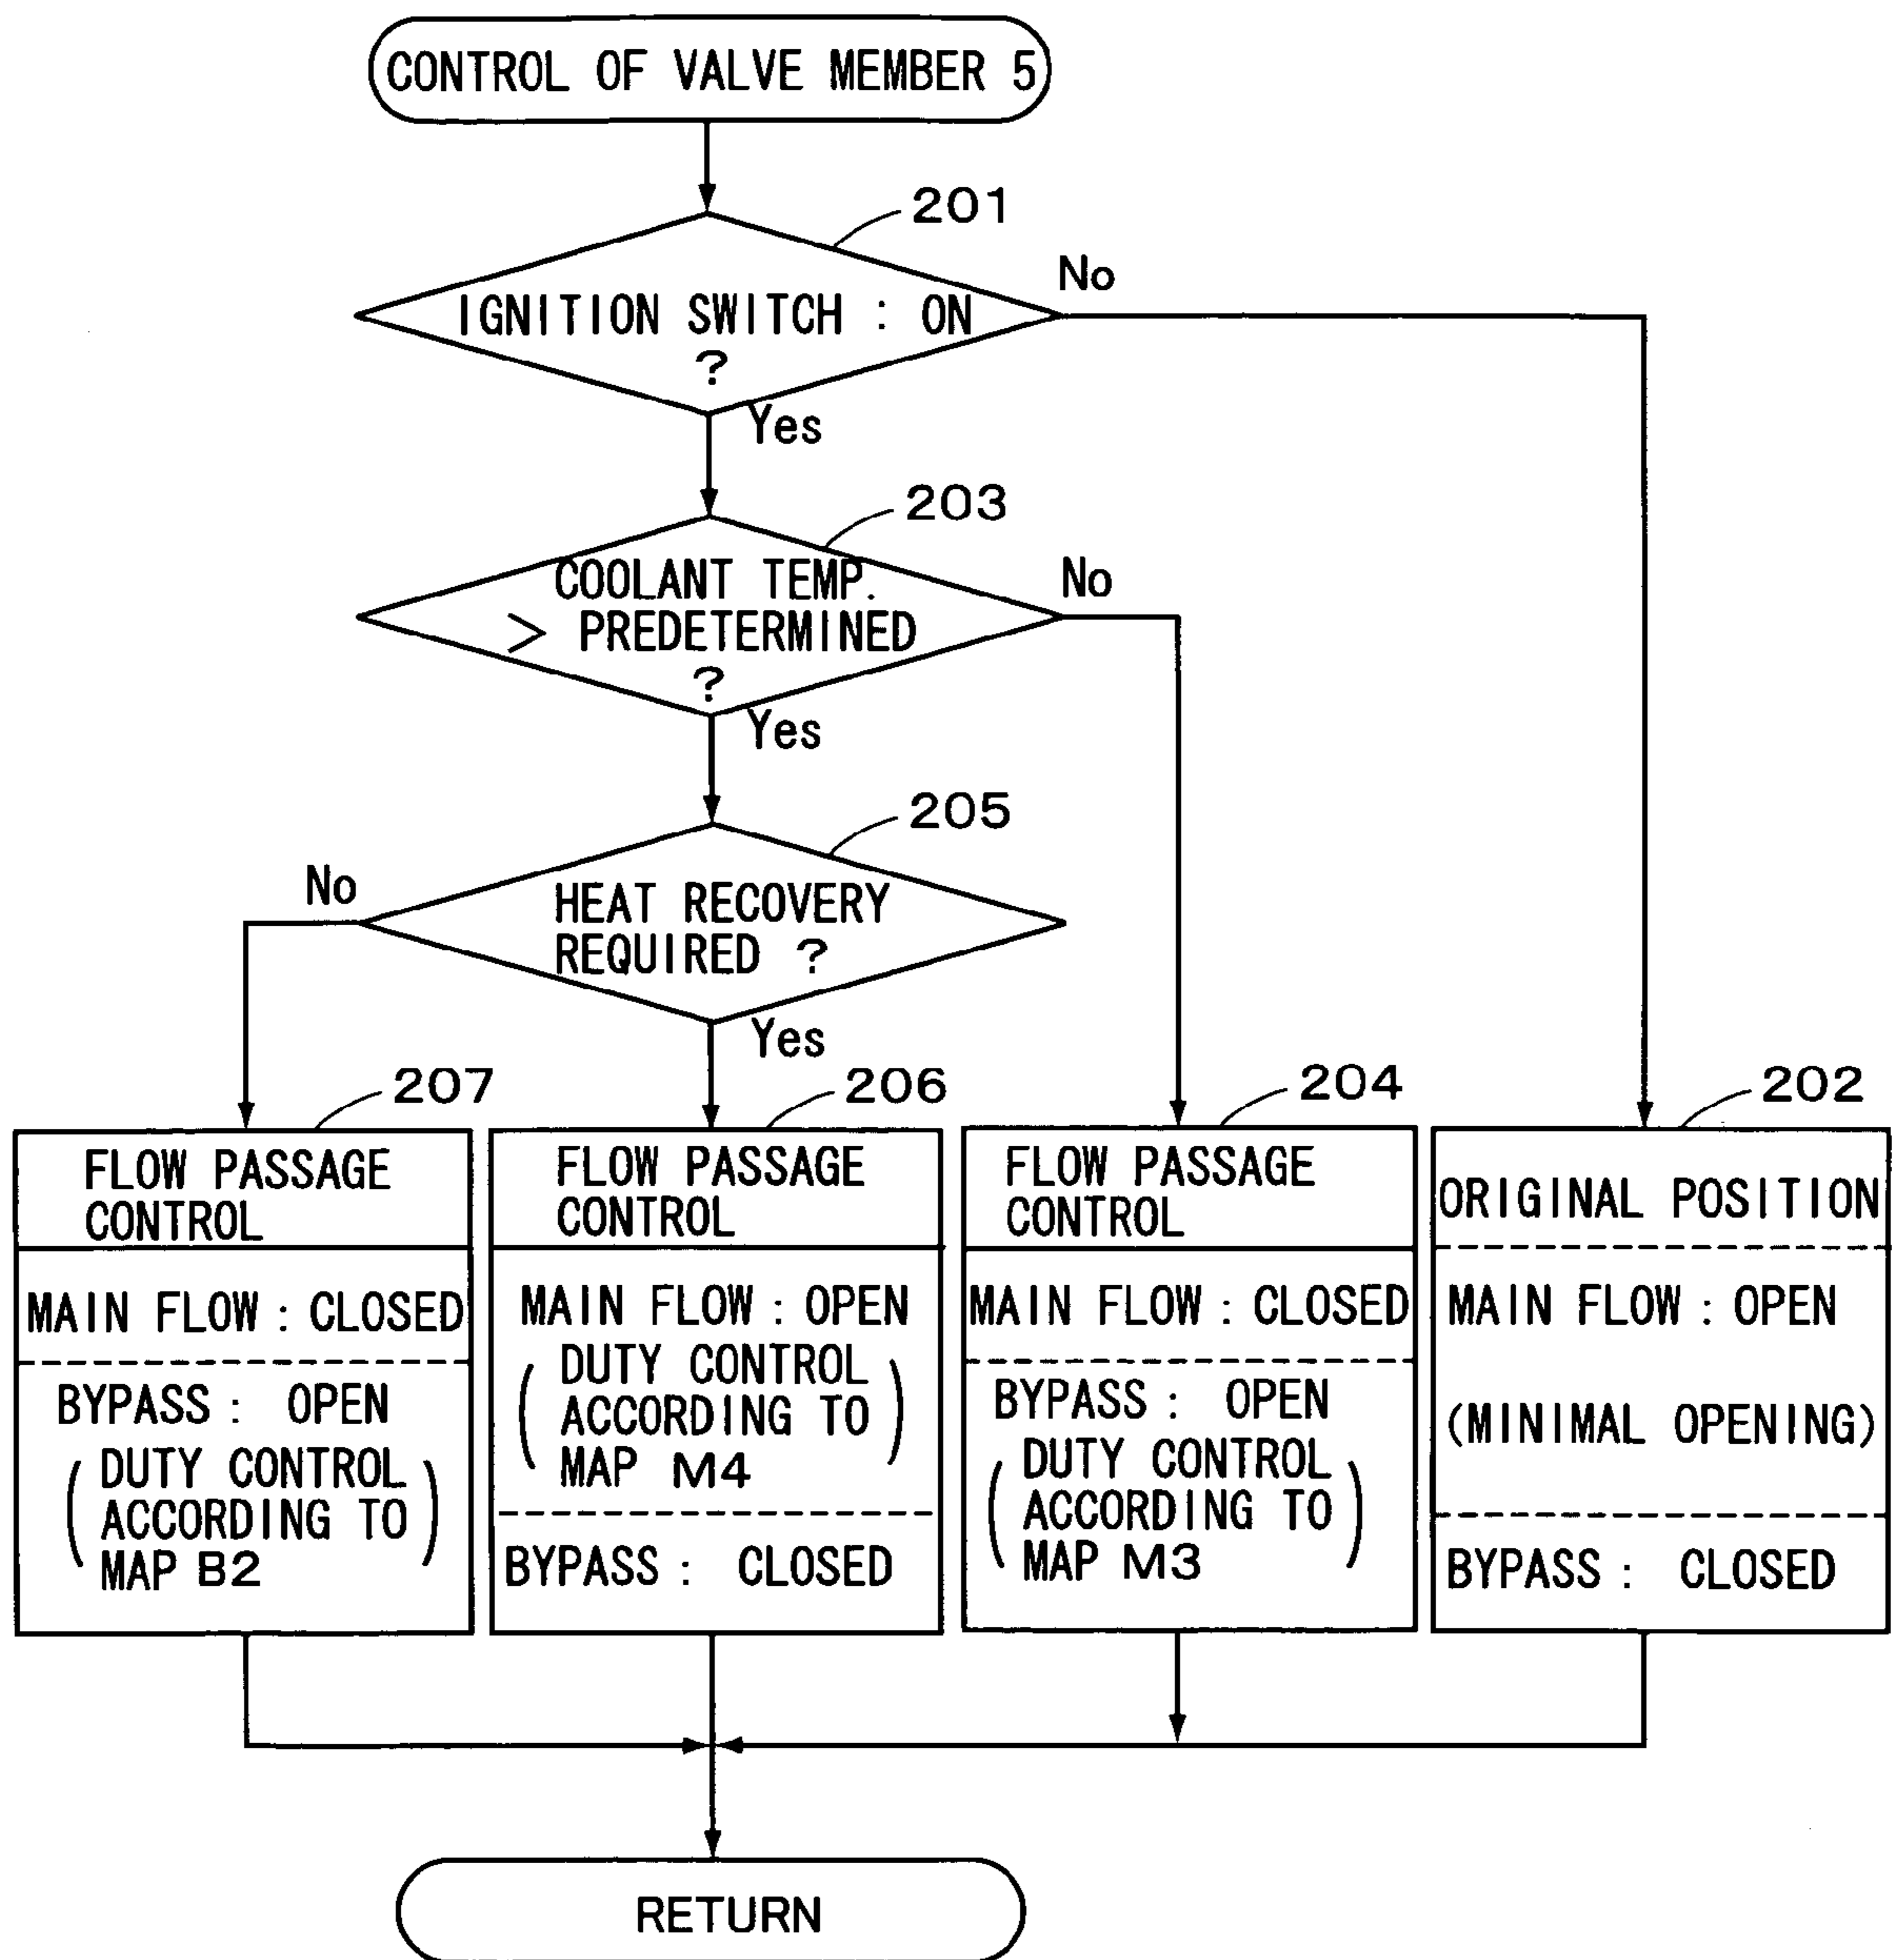 CONTROL OF VALVE MEMBER 5
201
IGNITION SWITCH : ON
?
No
Yes
203
COOLANT TEMP.
> PREDETERMINED
?
No
Yes
205
HEAT RECOVERY
REQUIRED ?
No
Yes
207
FLOW PASSAGE
CONTROL
MAIN FLOW : CLOSED
BYPASS : OPEN
( DUTY CONTROL
ACCORDING TO
MAP B2 )
206
FLOW PASSAGE
CONTROL
MAIN FLOW : OPEN
( DUTY CONTROL
ACCORDING TO
MAP M4 )
BYPASS : CLOSED
204
FLOW PASSAGE
CONTROL
MAIN FLOW : CLOSED
BYPASS : OPEN
( DUTY CONTROL
ACCORDING TO
MAP M3 )
202
ORIGINAL POSITION
MAIN FLOW : OPEN
(MINIMAL OPENING)
BYPASS : CLOSED
RETURN